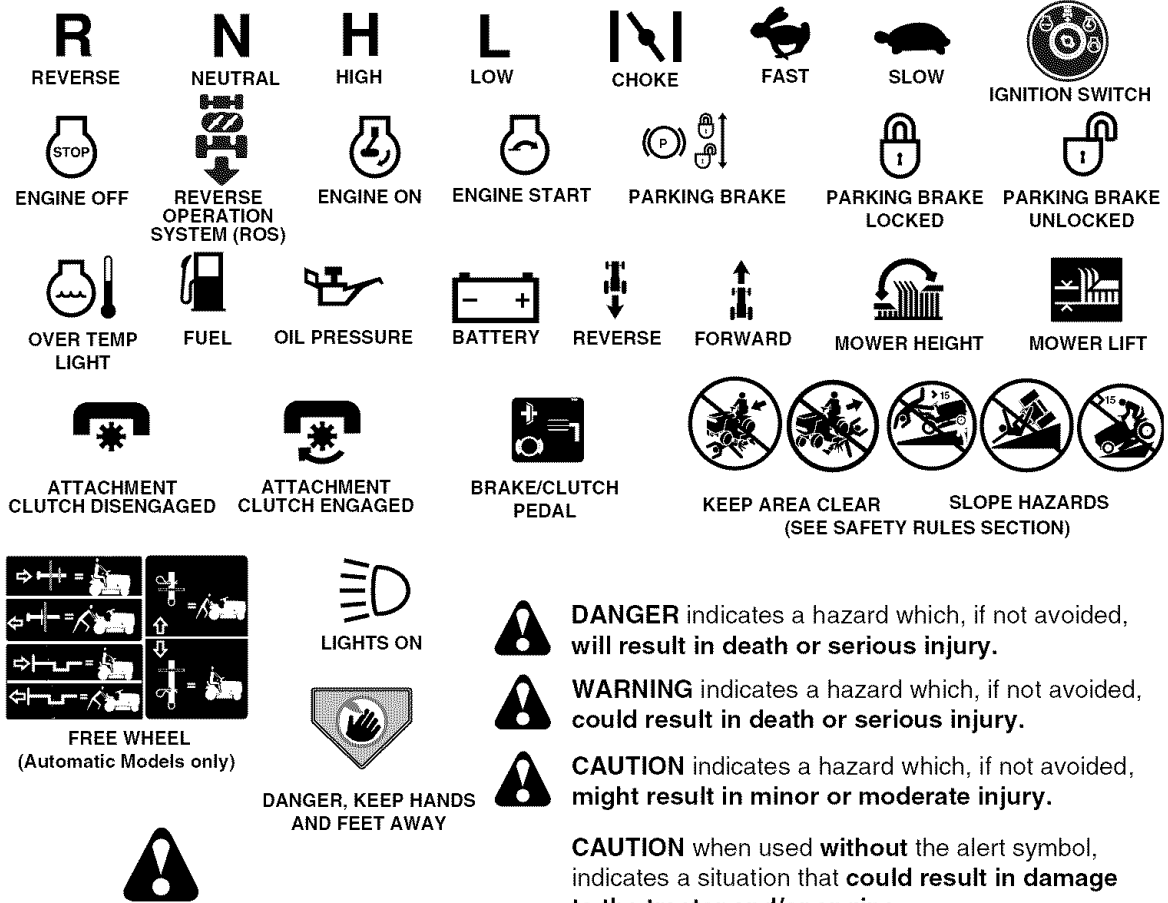 R N H L
REVERSE NEUTRAL HIGH LOW CHOKE FAST SLOW
IGNITION SWITCH
STOP P
ENGINE OFF REVERSE OPERATION SYSTEM (ROS) ENGINE ON ENGINE START PARKING BRAKE PARKING BRAKE LOCKED PARKING BRAKE UNLOCKED
OVER TEMP LIGHT FUEL OIL PRESSURE BATTERY REVERSE FORWARD MOWER HEIGHT MOWER LIFT
15 15
ATTACHMENT CLUTCH DISENGAGED ATTACHMENT CLUTCH ENGAGED BRAKE/CLUTCH PEDAL
KEEP AREA CLEAR SLOPE HAZARDS
(SEE SAFETY RULES SECTION)
FREE WHEEL
(Automatic Models only)
LIGHTS ON
DANGER, KEEP HANDS
AND FEET AWAY
DANGER indicates a hazard which, if not avoided,
will result in death or serious injury.
WARNING indicates a hazard which, if not avoided,
could result in death or serious injury.
CAUTION indicates a hazard which, if not avoided,
might result in minor or moderate injury.
CAUTION when used without the alert symbol,
indicates a situation that could result in damage